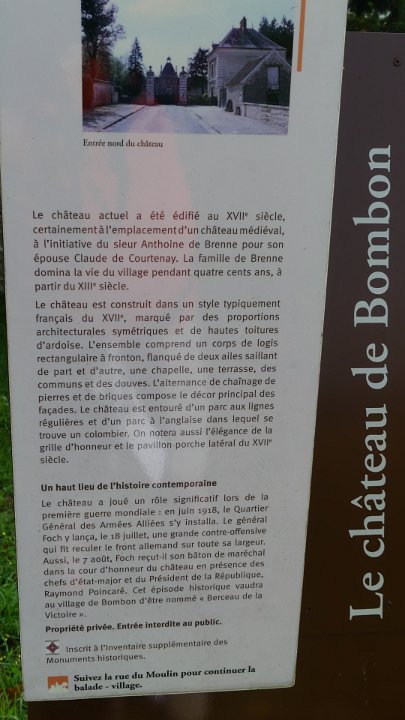 Entrée nord du château
Le château actuel a été édifié au XVIIᵉ siècle,
certainement à l'emplacement d'un château médiéval,
à l'initiative du sieur Anthoine de Brenne pour son
épouse Claude de Courtenay. La famille de Brenne
domina la vie du village pendant quatre cents ans, à
partir du XIIIᵉ siècle.
Le château est construit dans un style typiquement
français du XVIIᵉ, marqué par des proportions
architecturales symétriques et de hautes toitures
d'ardoise. L'ensemble comprend un corps de logis
rectangulaire à fronton, flanqué de deux ailes saillant
de part et d'autre, une chapelle, une terrasse, des
communs et des douves. L'alternance de chaînage de
pierres et de briques compose le décor principal des
façades. Le château est entouré d'un parc aux lignes
régulières et d'un parc à l'anglaise dans lequel se
trouve un colombier. On notera aussi l'élégance de la
grille d'honneur et le pavillon porche latéral du XVIIᵉ
siècle.
Un haut lieu de l'histoire contemporaine
Le château a joué un rôle significatif lors de la
première guerre mondiale : en juin 1918, le Quartier
Général des Armées Alliées s'y installa. Le général
Foch y lança, le 18 juillet, une grande contre-offensive
qui fit reculer le front allemand sur toute sa largeur.
Aussi, le 7 août, Foch reçut-il son bâton de maréchal
dans la cour d'honneur du château en présence des
chefs d'état-major et du Président de la République,
Raymond Poincaré. Cet épisode historique vaudra
au village de Bombon d'être nommé « Berceau de la
Victoire ».
Propriété privée. Entrée interdite au public.
Inscrit à l'Inventaire supplémentaire des
Monuments historiques.
Suivez la rue du Moulin pour continuer la
balade - village.
Le château de Bombon